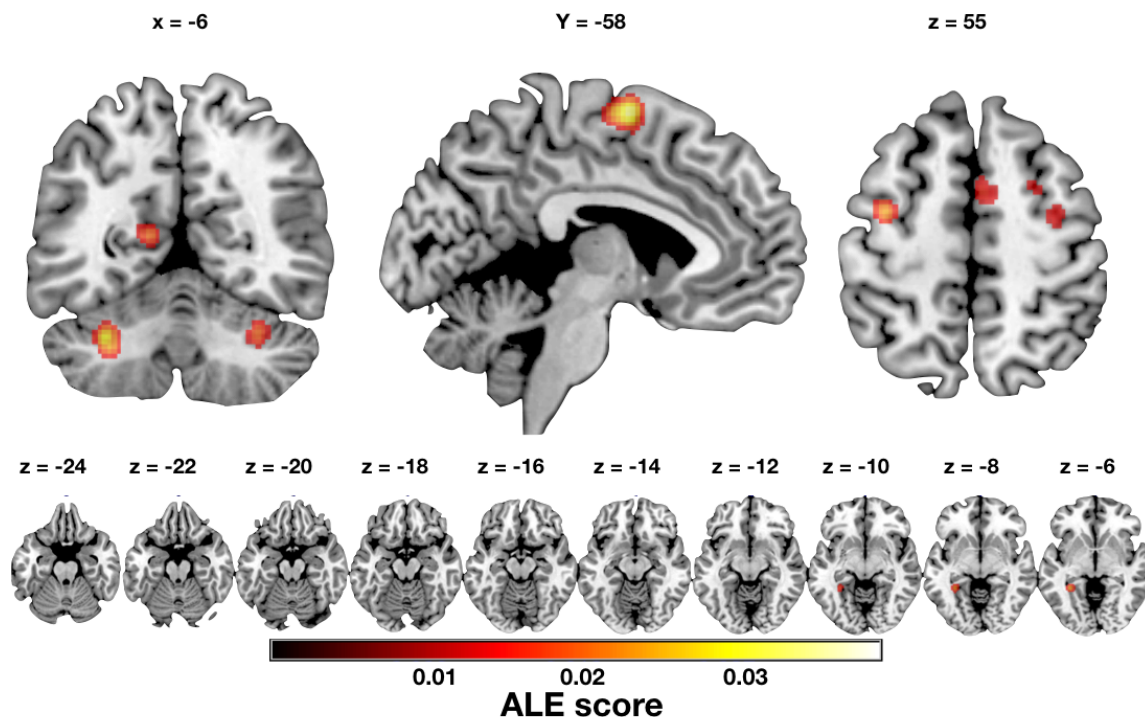 x = -6 Y = -58 z = 55
z = -24 z = -22 z = -20 z = -18 z = -16 z = -14 z = -12 z = -10 z = -8 z = -6
0.01 0.02 0.03
ALE score